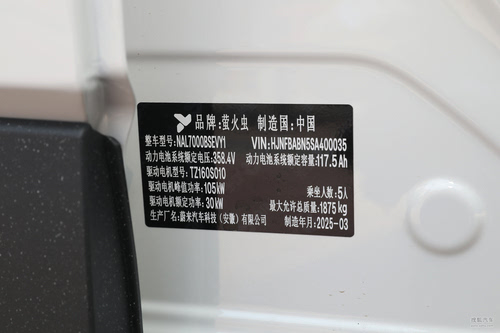 品牌:萤火虫 制造国:中国
整车型号:NAL7000BSEVY1 VIN:HJNFBABN5SA400035
动力电池系统额定电压:358.4V 动力电池系统额定容量:117.5Ah
驱动电机型号:TZ160S010
驱动电机峰值功率:105kW 乘坐人数:5人
驱动电机额定功率:30kW 最大允许总质量:1875kg
生产厂名:蔚来汽车科技（安徽）有限公司 制造年月:2025-03